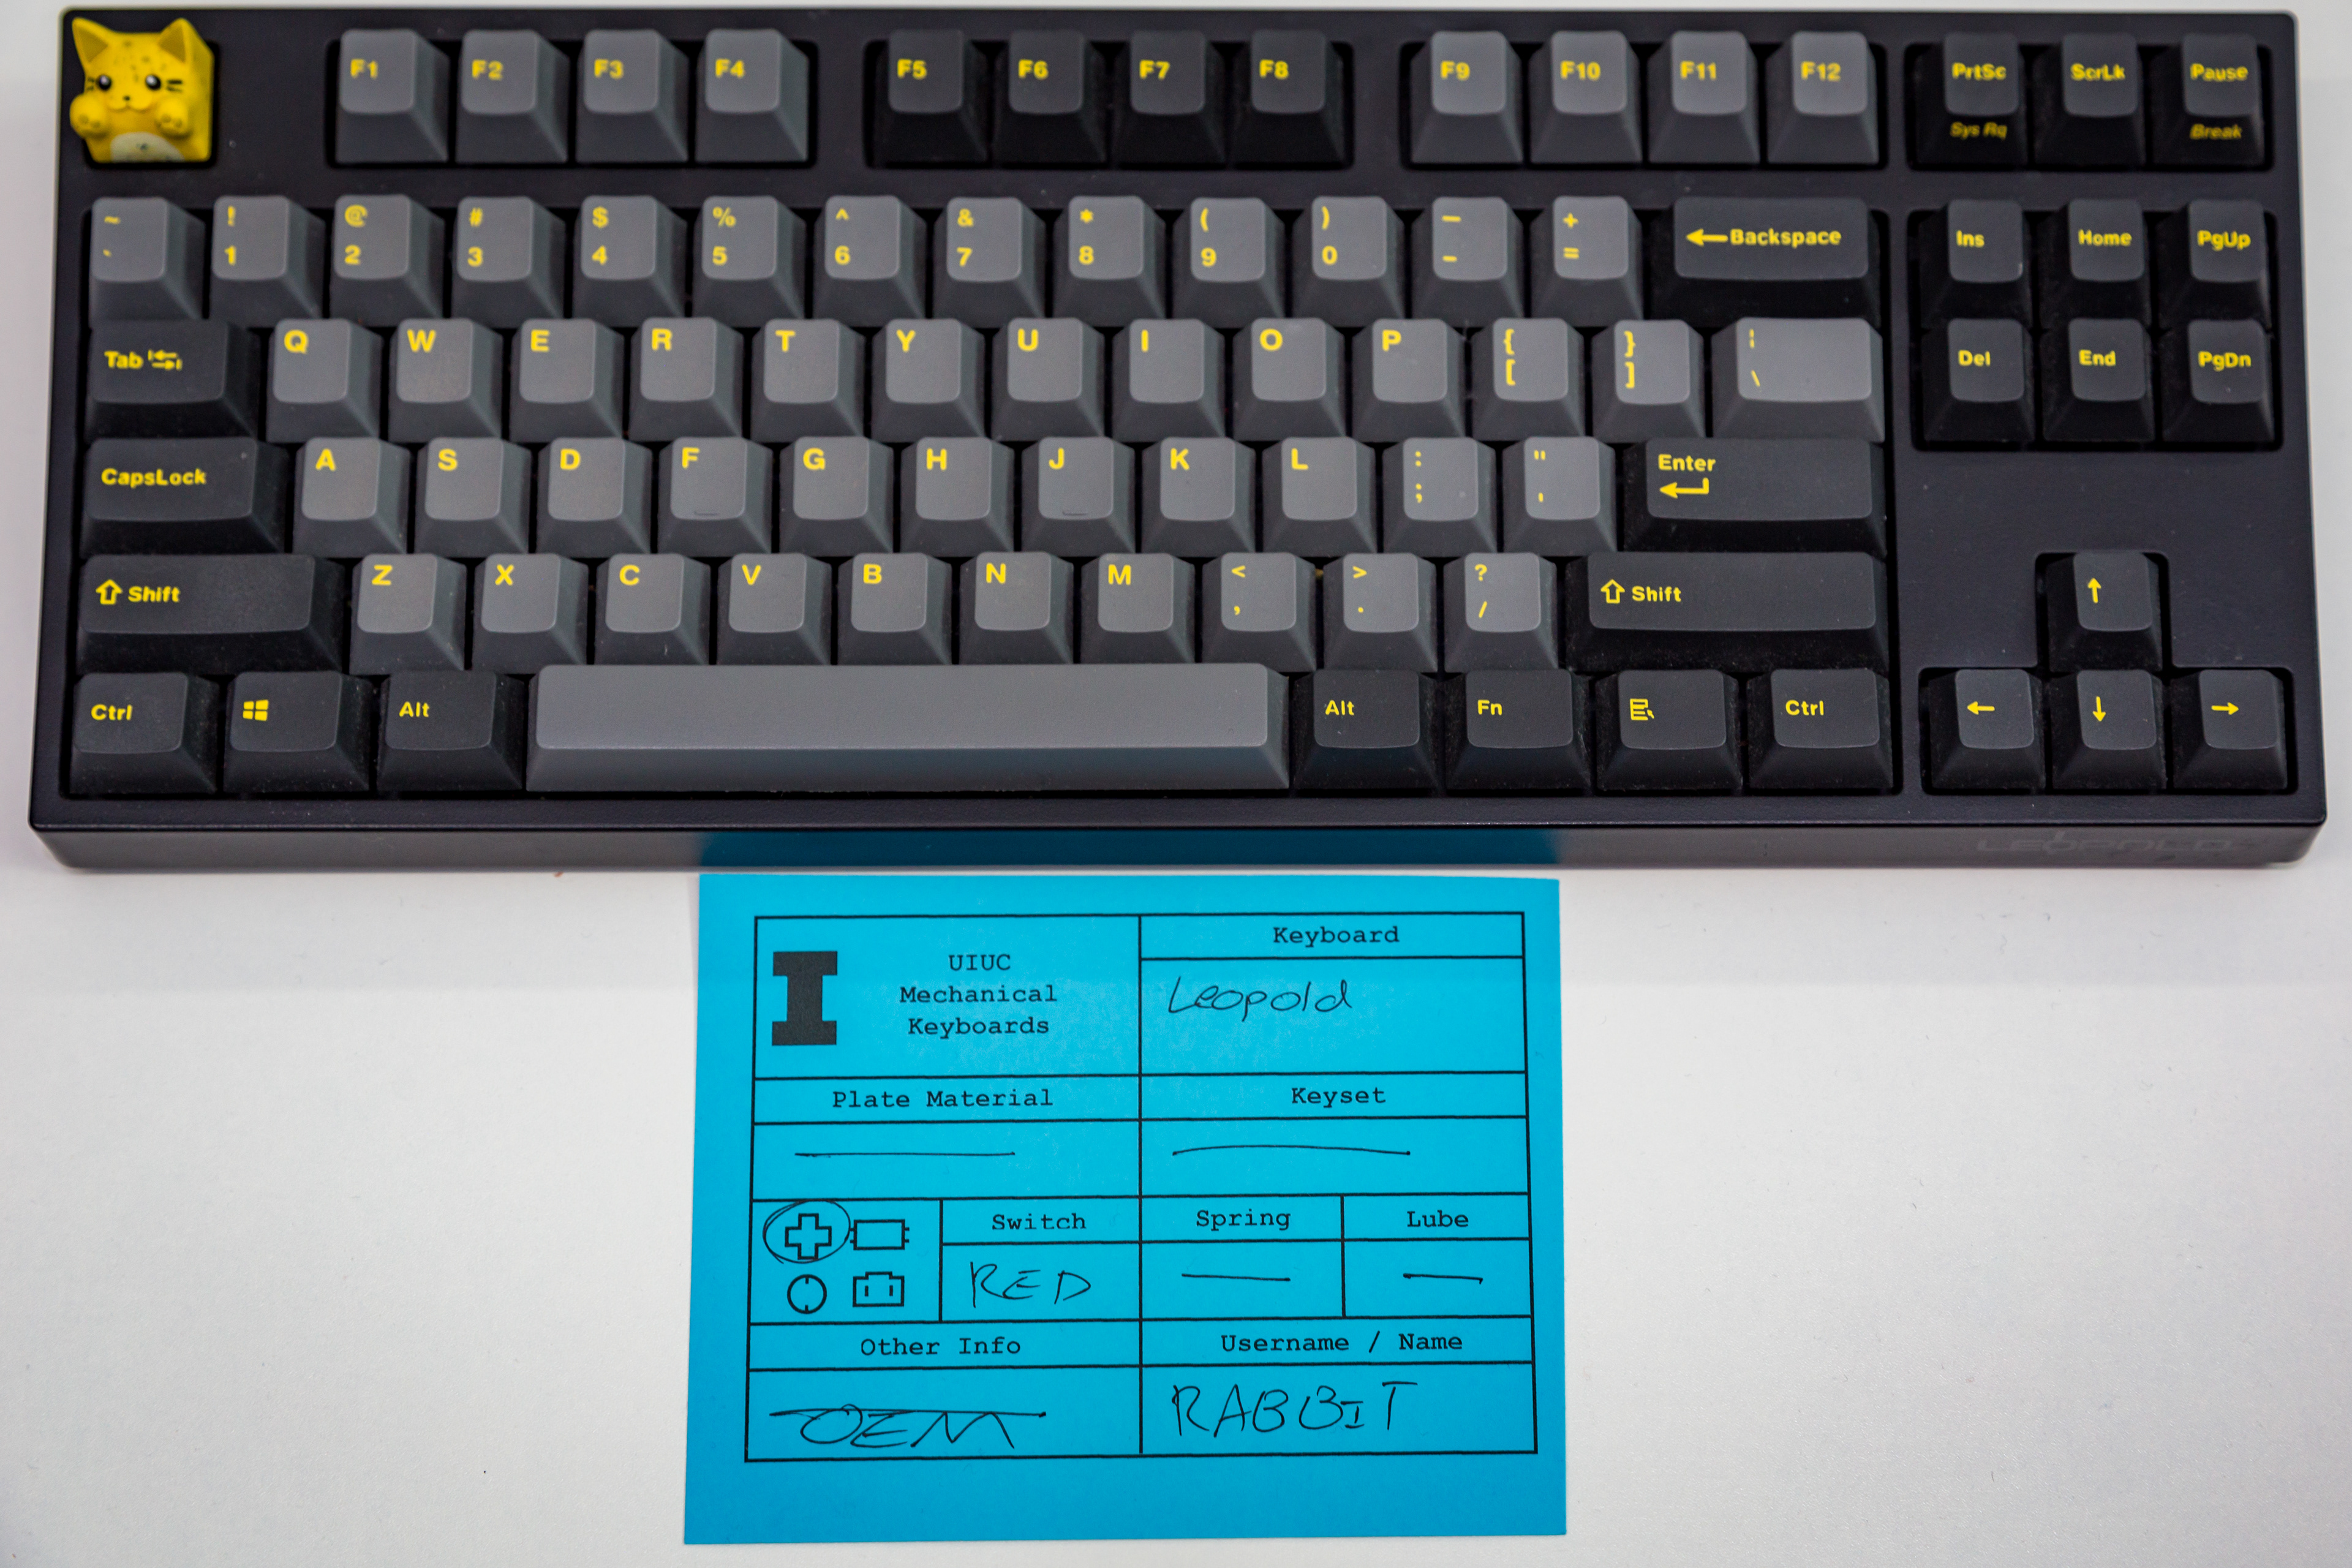 F1 F2 F3 F4 F5 F6 F7 F8 F9 F10 F11 F12 PrtSc ScrLk Pause
Sys Rq Break
~ ! @ # $ % ^ & * ( ) — +
` 1 2 3 4 5 6 7 8 9 0 - = ←Backspace Ins Home PgUp
Tab Q W E R T Y U I O P { } ¦
[ ] \ Del End PgDn
CapsLock A S D F G H J K L : " Enter
; '
⇧ Shift Z X C V B N M < > ? ⇧ Shift ↑
, . /
Ctrl Alt Alt Fn Ctrl ← ↓ →
LEOPOLD
UIUC
Mechanical
Keyboards
Keyboard
Leopold
Plate Material
Keyset
Switch
RED
Spring
Lube
Other Info
OEM
Username / Name
RABBIT